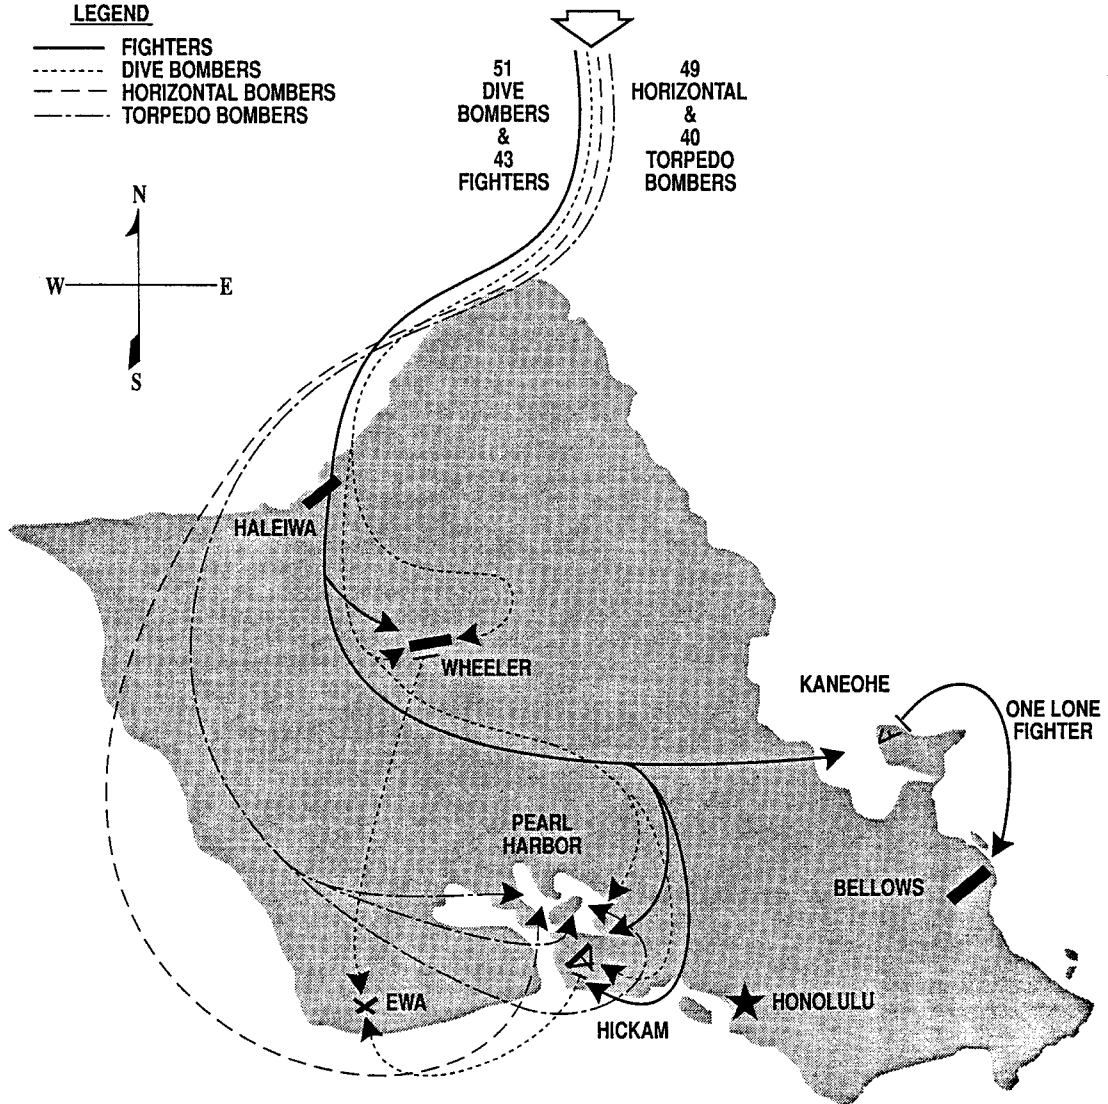 LEGEND
FIGHTERS
DIVE BOMBERS
HORIZONTAL BOMBERS
TORPEDO BOMBERS
51
DIVE
BOMBERS
&
43
FIGHTERS
49
HORIZONTAL
&
40
TORPEDO
BOMBERS
N
W
E
S
HALEIWA
WHEELER
KANEOHE
ONE LONE
FIGHTER
PEARL
HARBOR
BELLOWS
EWA
HONOLULU
HICKAM